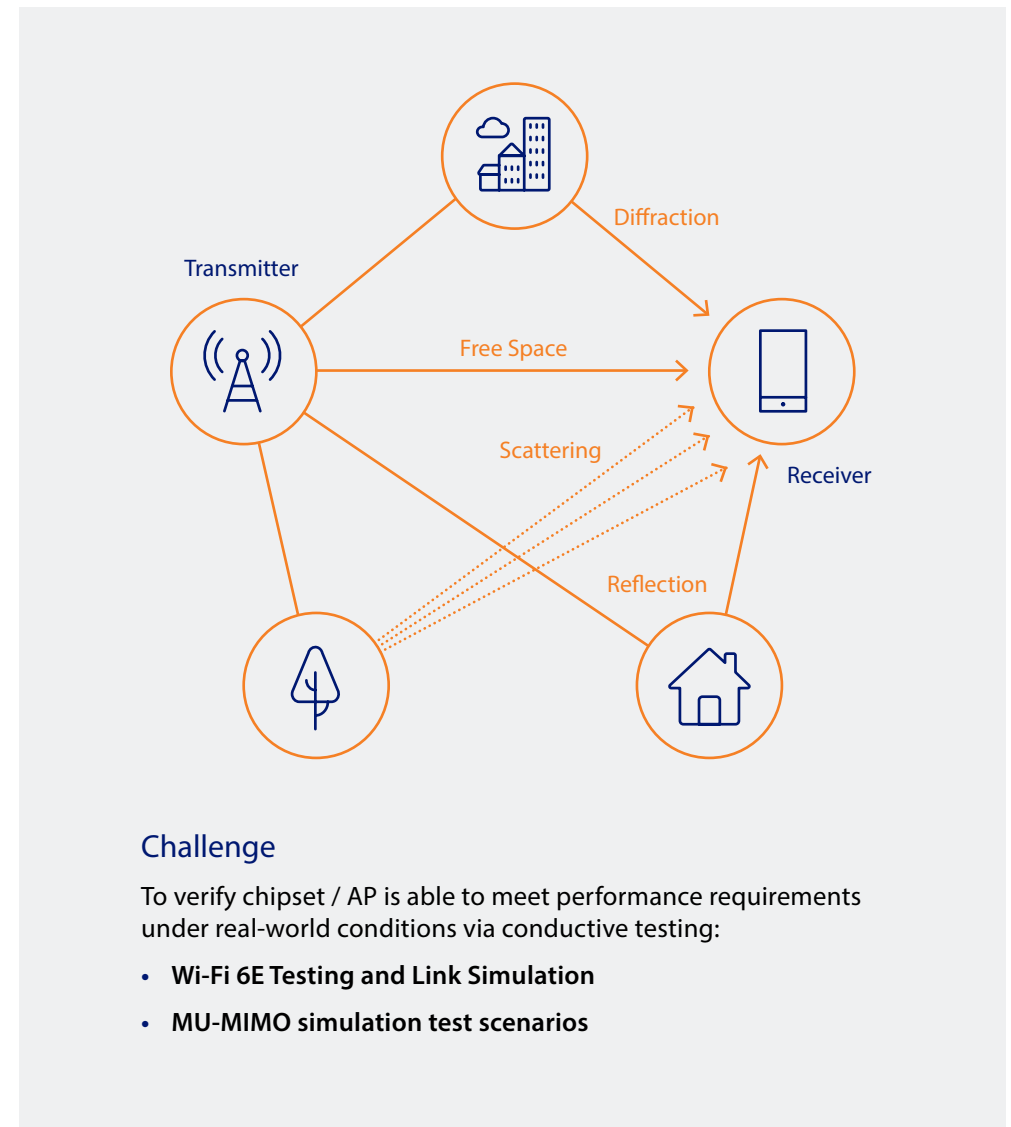 Diffraction
Transmitter
Free Space
Scattering
Receiver
Reflection
Challenge
To verify chipset / AP is able to meet performance requirements
under real-world conditions via conductive testing:
• Wi-Fi 6E Testing and Link Simulation
• MU-MIMO simulation test scenarios